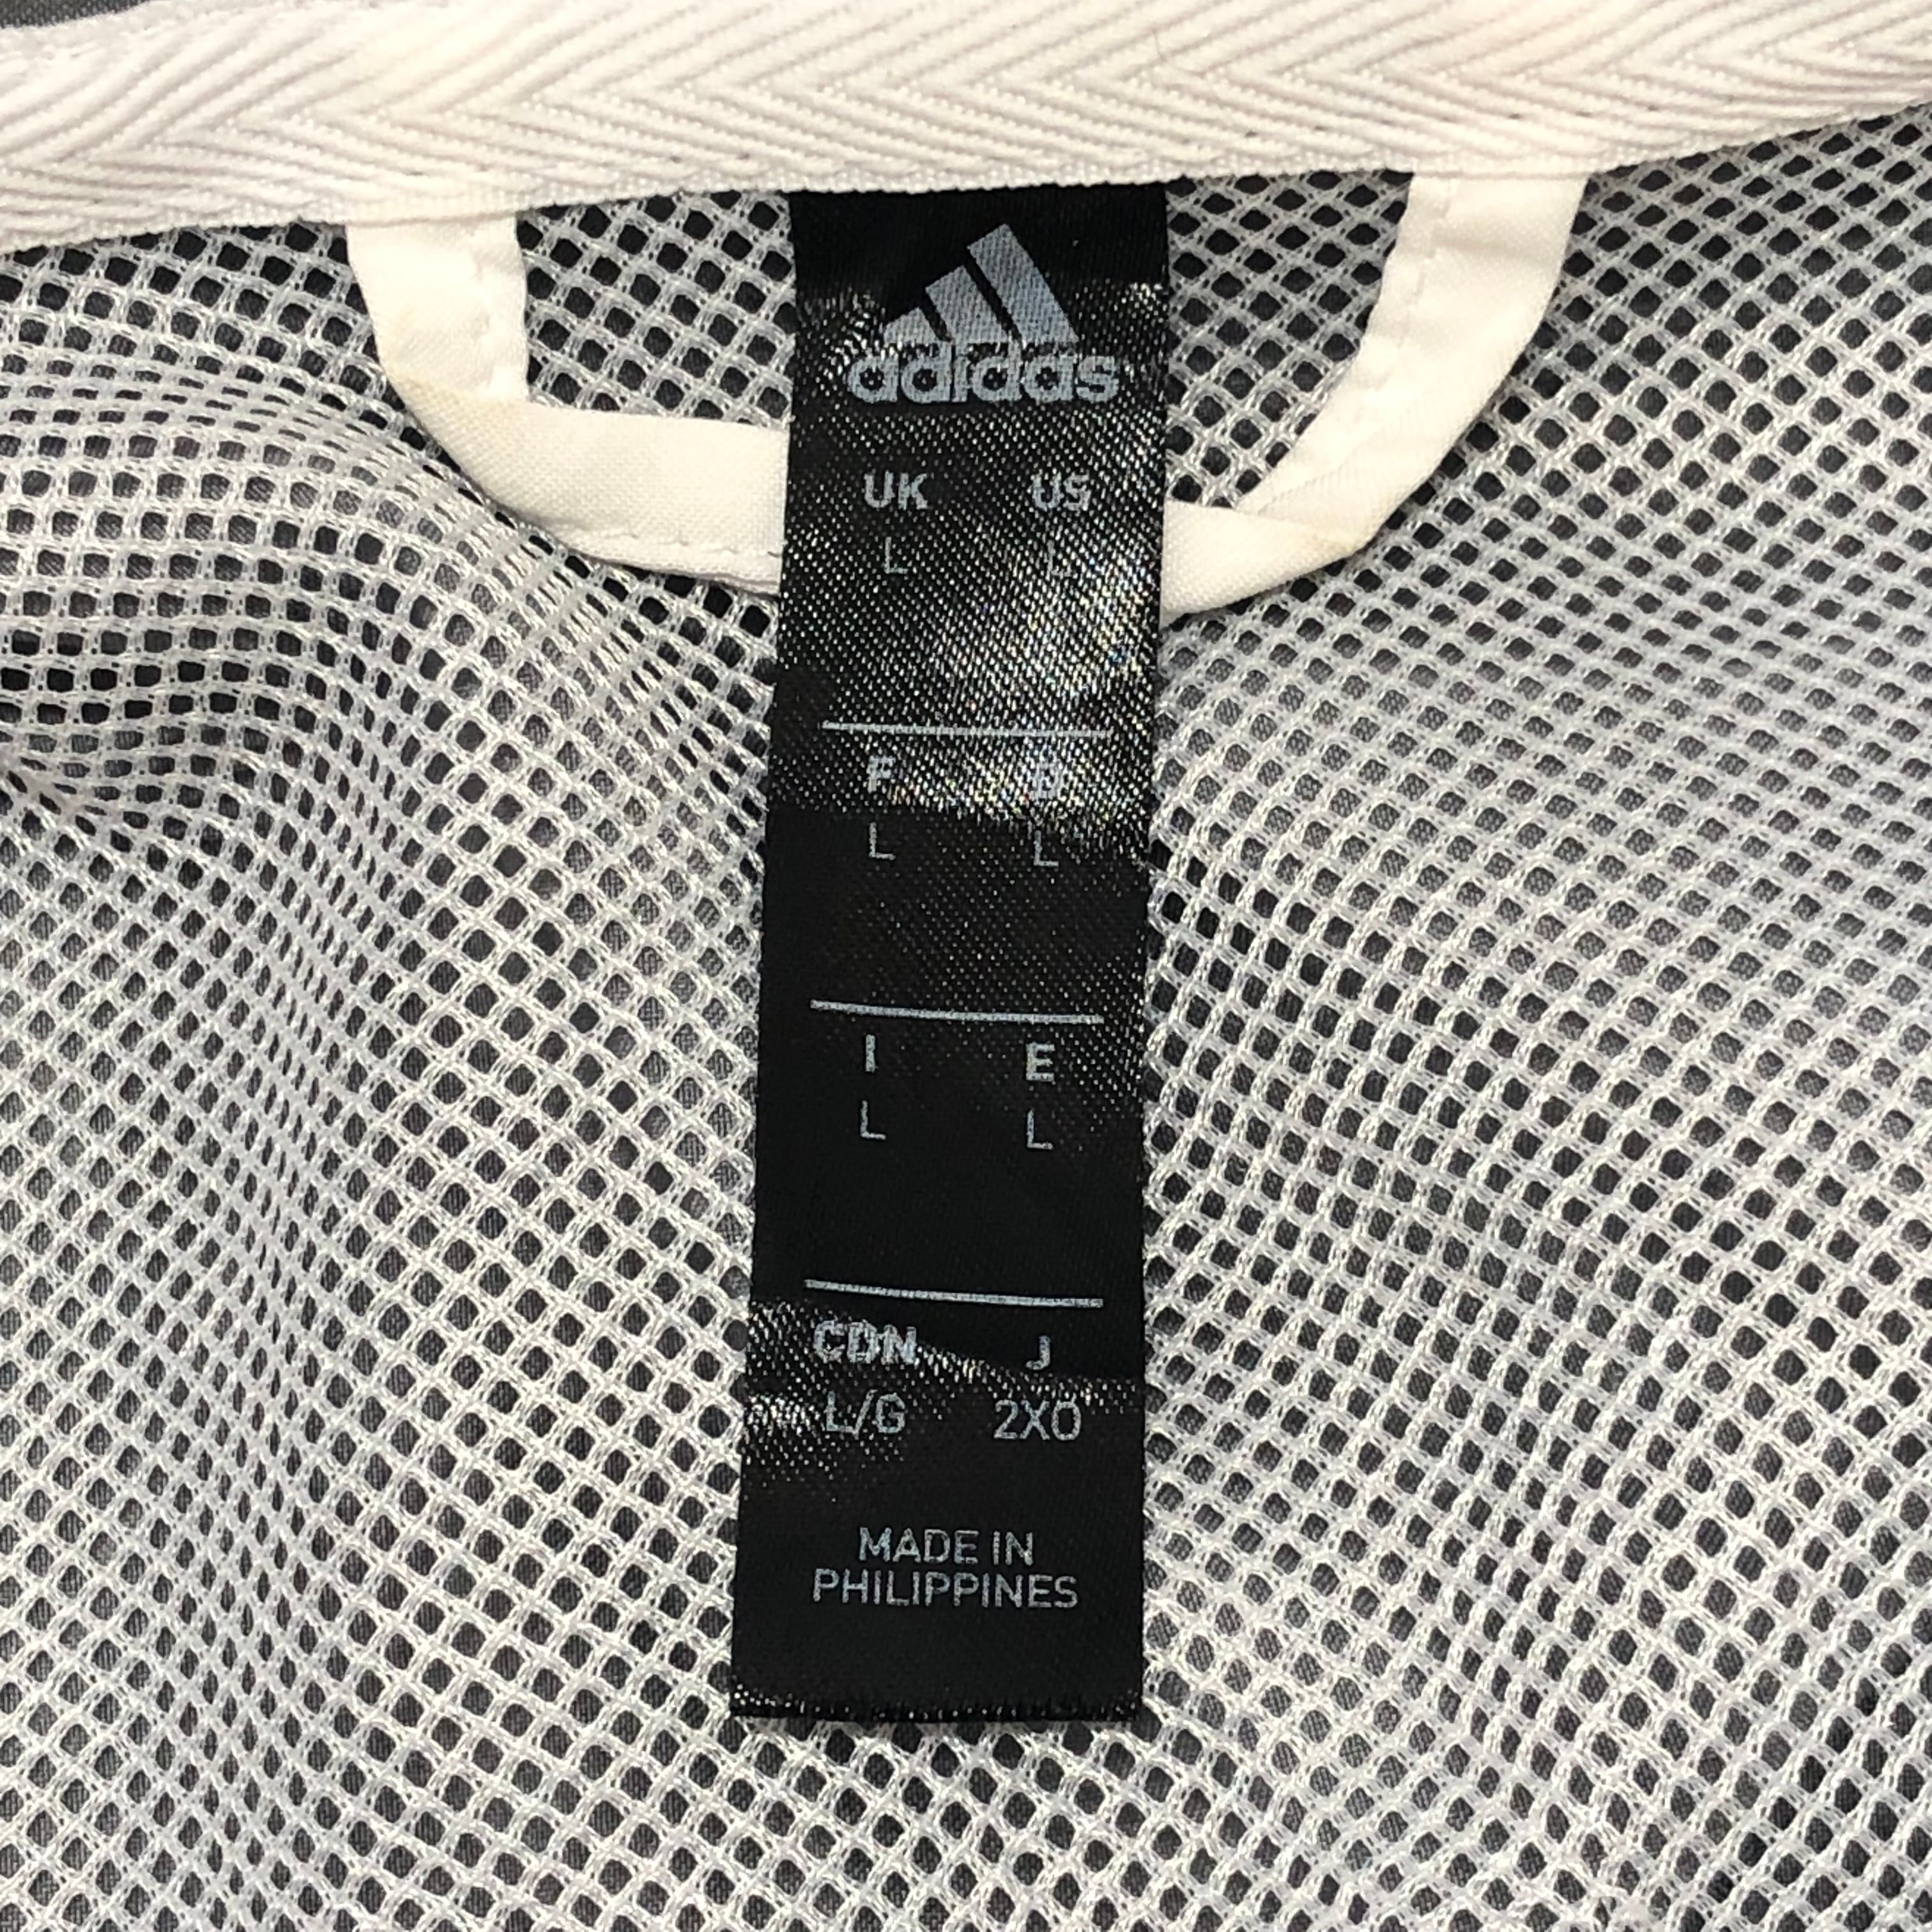 adidas
UK US
L L
F D
L L
I E
L L
CDN J
L/G 2XO
MADE IN
PHILIPPINES